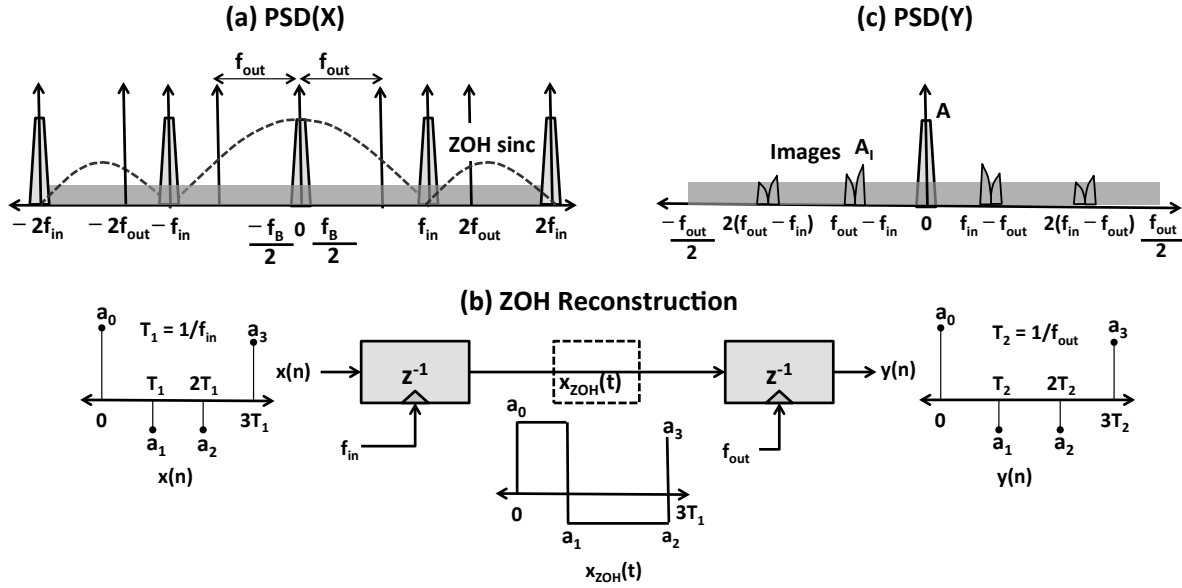 (a) PSD(X)
f_out f_out
ZOH sinc
− 2f_in − 2f_out − f_in − f_B/2 0 f_B/2 f_in 2f_out 2f_in
(c) PSD(Y)
A
Images A_I
− f_out/2 2(f_out − f_in) f_out − f_in 0 f_in − f_out 2(f_in − f_out) f_out/2
(b) ZOH Reconstruction
a_0
T_1 = 1/f_in
a_3
T_1 2T_1
0 3T_1
a_1 a_2
x(n)
x(n)
z^-1
x_ZOH(t)
z^-1
y(n)
f_in
f_out
a_0
a_3
0 3T_1
a_1 a_2
x_ZOH(t)
a_0
T_2 = 1/f_out
a_3
T_2 2T_2
0 3T_2
a_1 a_2
y(n)